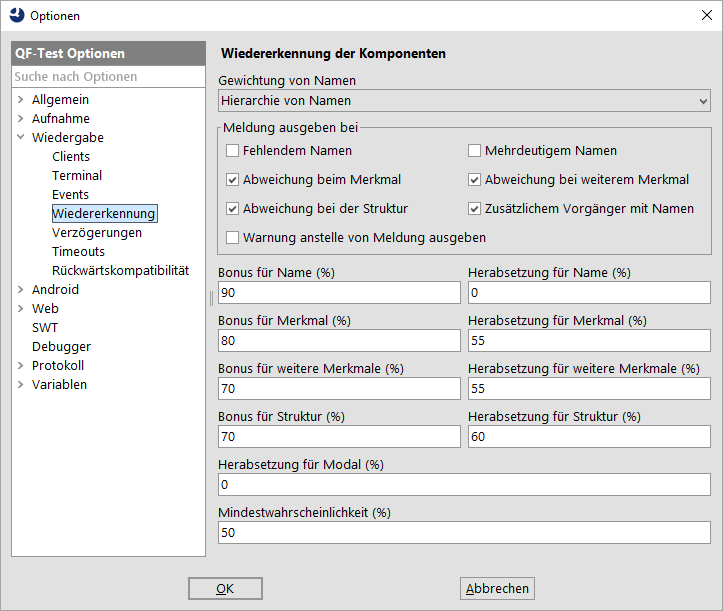 Optionen
QF-Test Optionen
Suche nach Optionen
Allgemein
Aufnahme
Wiedergabe
Clients
Terminal
Events
Wiedererkennung
Verzögerungen
Timeouts
Rückwärtskompatibilität
Android
Web
SWT
Debugger
Protokoll
Variablen
Wiedererkennung der Komponenten
Gewichtung von Namen
Hierarchie von Namen
Meldung ausgeben bei
Fehlendem Namen
Mehrdeutigem Namen
Abweichung beim Merkmal
Abweichung bei weiterem Merkmal
Abweichung bei der Struktur
Zusätzlichem Vorgänger mit Namen
Warnung anstelle von Meldung ausgeben
Bonus für Name (%)
Herabsetzung für Name (%)
90
0
Bonus für Merkmal (%)
Herabsetzung für Merkmal (%)
80
55
Bonus für weitere Merkmale (%)
Herabsetzung für weitere Merkmale (%)
70
55
Bonus für Struktur (%)
Herabsetzung für Struktur (%)
70
60
Herabsetzung für Modal (%)
0
Mindestwahrscheinlichkeit (%)
50
OK
Abbrechen